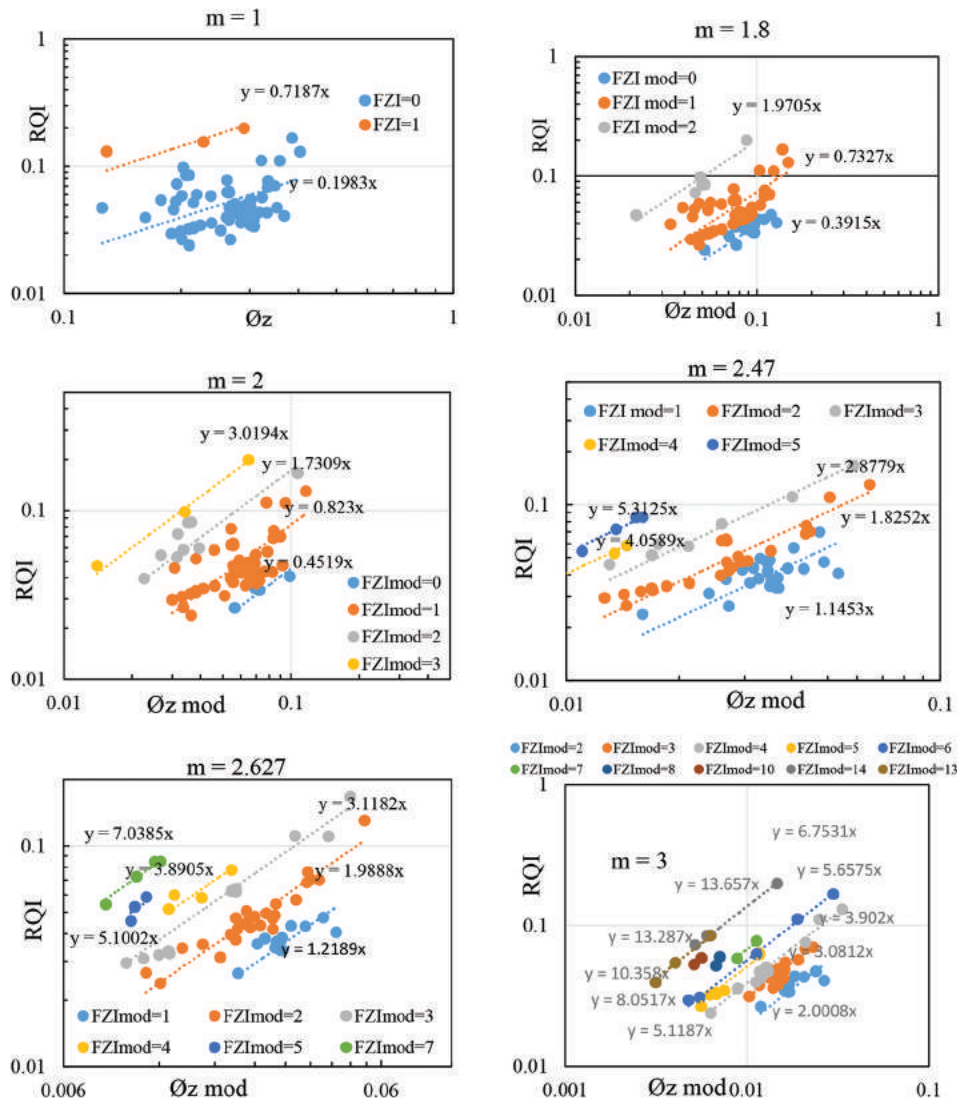 m = 1
1
RQI
0.1
0.01
y = 0.7187x
FZI=0
FZI=1
y = 0.1983x
0.1
Øz
1
m = 1.8
1
RQI
0.1
0.01
FZI mod=0
FZI mod=1
FZI mod=2
y = 1.9705x
y = 0.7327x
y = 0.3915x
0.01
Øz mod
0.1
1
m = 2
RQI
0.1
0.01
y = 3.0194x
y = 1.7309x
y = 0.823x
y = 0.4519x
FZImod=0
FZImod=1
FZImod=2
FZImod=3
0.01
Øz mod
0.1
m = 2.47
RQI
0.1
0.01
FZI mod=1
FZImod=2
FZImod=3
FZImod=4
FZImod=5
y = 2.8779x
y = 5.3125x
y = 1.8252x
y = 4.0589x
y = 1.1453x
0.01
Øz mod
0.1
m = 2.627
RQI
0.1
0.01
y = 3.1182x
y = 7.0385x
y = 3.8905x
y = 1.9888x
y = 5.1002x
y = 1.2189x
FZImod=1
FZImod=2
FZImod=3
FZImod=4
FZImod=5
FZImod=7
0.006
Øz mod
0.06
FZImod=2
FZImod=3
FZImod=4
FZImod=5
FZImod=6
FZImod=7
FZImod=8
FZImod=10
FZImod=14
FZImod=13
1
RQI
0.1
0.01
m = 3
y = 6.7531x
y = 13.657x
y = 5.6575x
y = 3.902x
y = 13.287x
y = 3.0812x
y = 10.358x
y = 8.0517x
y = 2.0008x
y = 5.1187x
0.001
Øz mod
0.01
0.1